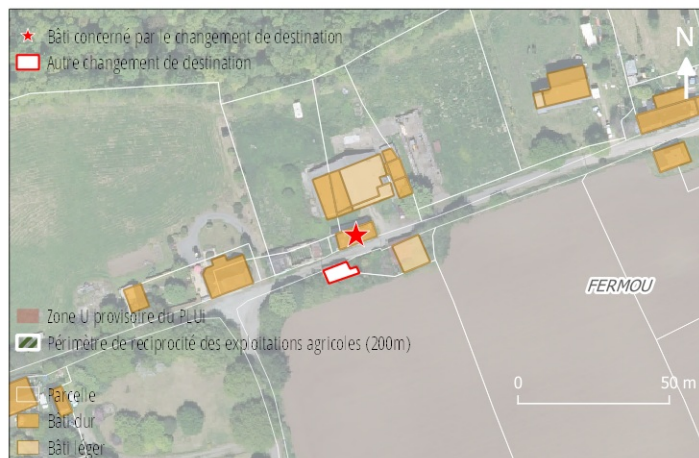 Bâti concerné par le changement de destination
Autre changement de destination
N
FERMOU
Zone U provisoire du PLUi
Périmètre de réciprocité des exploitations agricoles (200m)
Parcelle
Bâti dur
Bâti léger
0
50 m